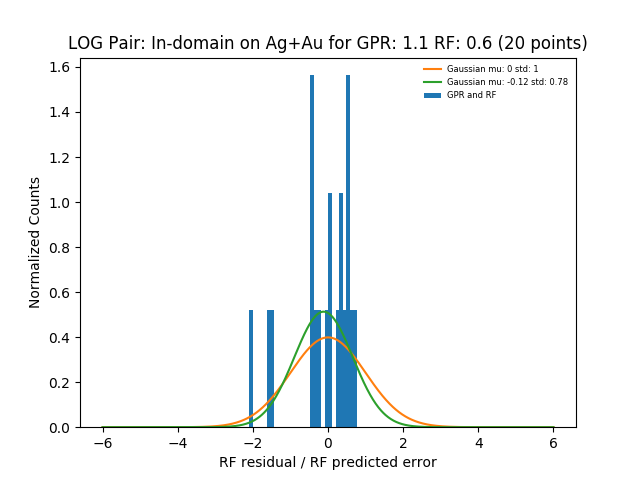 LOG Pair: In-domain on Ag+Au for GPR: 1.1 RF: 0.6 (20 points)
Gaussian mu: 0 std: 1
Gaussian mu: -0.12 std: 0.78
GPR and RF
Normalized Counts
1.6
1.4
1.2
1.0
0.8
0.6
0.4
0.2
0.0
−6 −4 −2 0 2 4 6
RF residual / RF predicted error